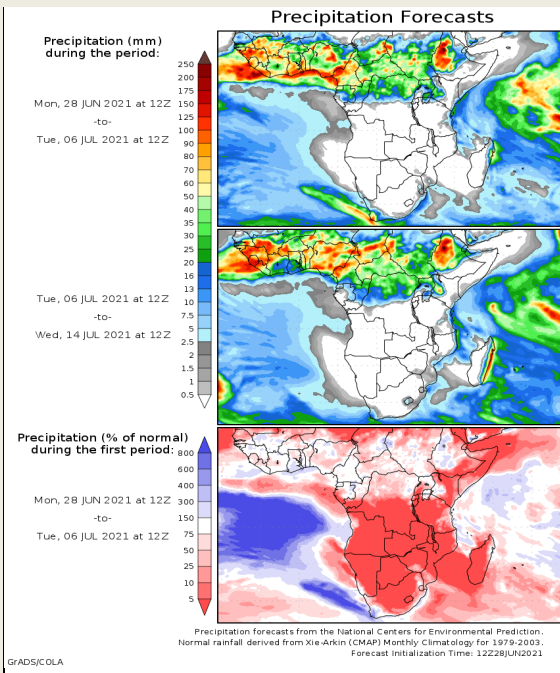 Precipitation Forecasts
Precipitation (mm)
during the period:
250
200
175
150
125
100
90
80
70
60
50
40
35
30
25
20
16
13
10
7.5
5
2.5
2
1.5
1
0.5
Mon, 28 JUN 2021 at 12Z
-to-
Tue, 06 JUL 2021 at 12Z
Tue, 06 JUL 2021 at 12Z
-to-
Wed, 14 JUL 2021 at 12Z
Precipitation (% of normal)
during the first period:
800
600
400
300
150
75
50
25
10
5
Mon, 28 JUN 2021 at 12Z
-to-
Tue, 06 JUL 2021 at 12Z
Precipitation forecasts from the National Centers for Environmental Prediction.
Normal rainfall derived from Xie-Arkin (CMAP) Monthly Climatology for 1979-2003.
Forecast Initialization Time: 12Z28JUN2021
GrADS/COLA